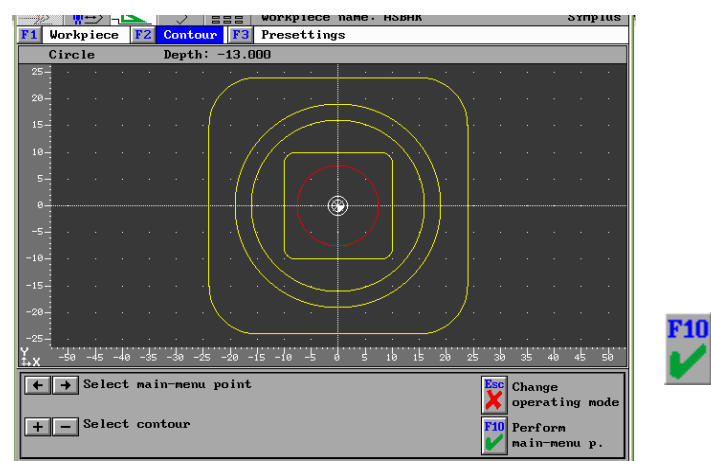 Workpiece name: ASBAK Symplus
F1 Workpiece F2 Contour F3 Presettings
Circle Depth: -13.000
25
20
15
10
5
0
-5
-10
-15
-20
-25
Y
X
-50 -45 -40 -35 -30 -25 -20 -15 -10 -5 0 5 10 15 20 25 30 35 40 45 50
F10
← → Select main-menu point
Esc Change
operating mode
+ - Select contour
F10 Perform
main-menu p.